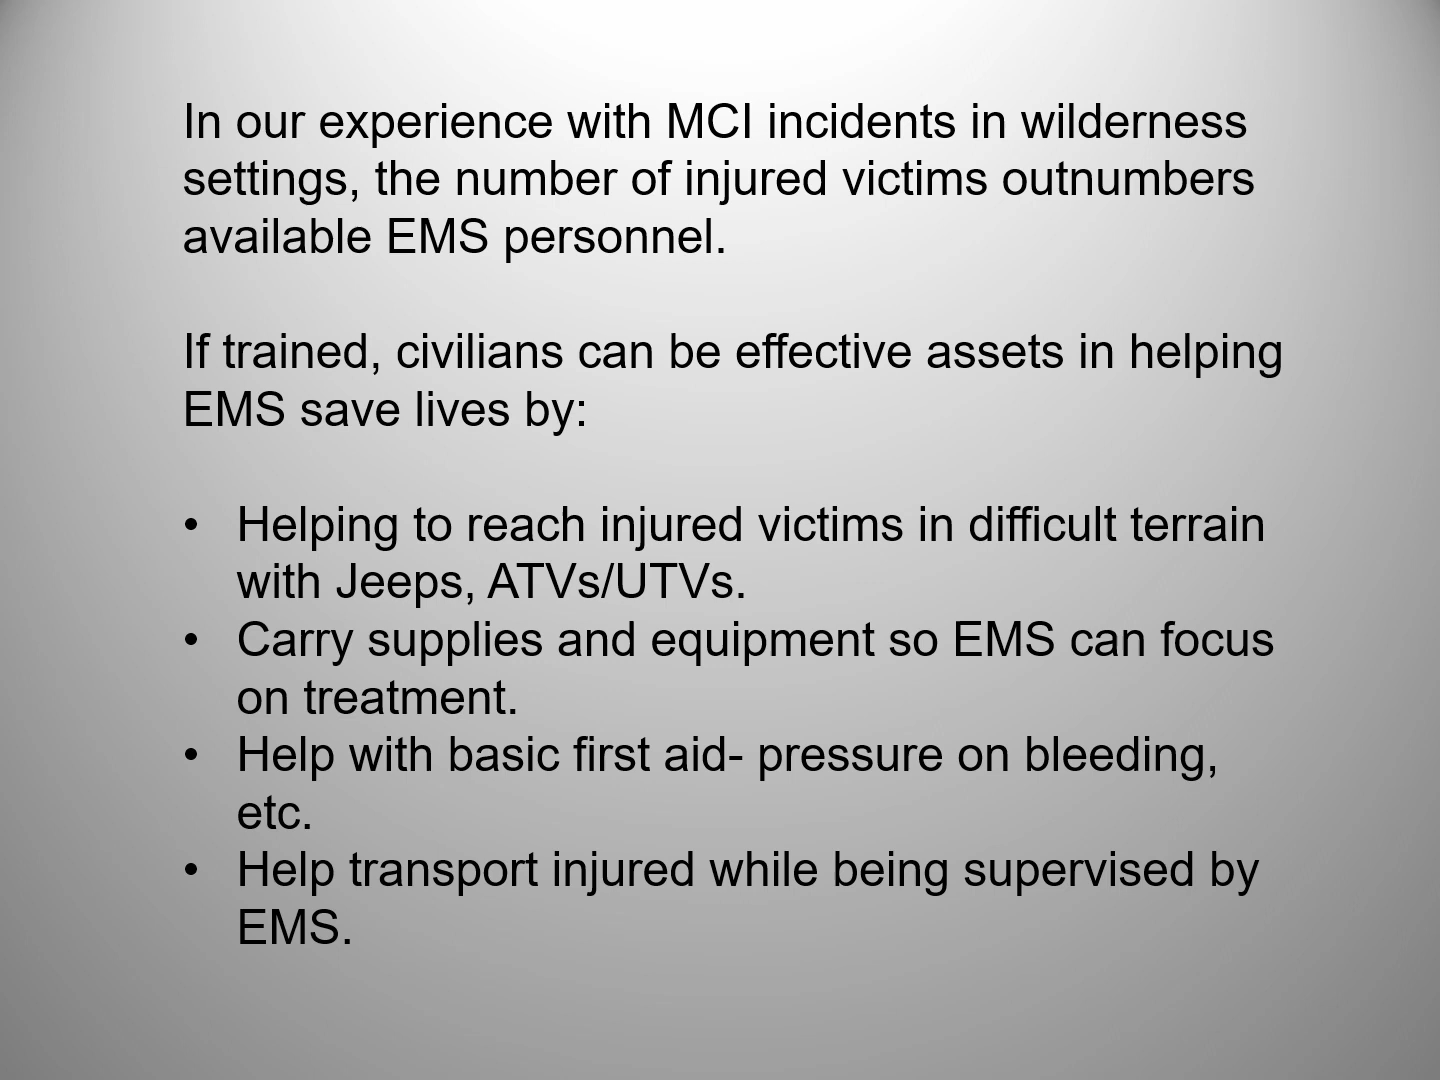 In our experience with MCI incidents in wilderness
settings, the number of injured victims outnumbers
available EMS personnel.
If trained, civilians can be effective assets in helping
EMS save lives by:
• Helping to reach injured victims in difficult terrain
with Jeeps, ATVs/UTVs.
• Carry supplies and equipment so EMS can focus
on treatment.
• Help with basic first aid- pressure on bleeding,
etc.
• Help transport injured while being supervised by
EMS.